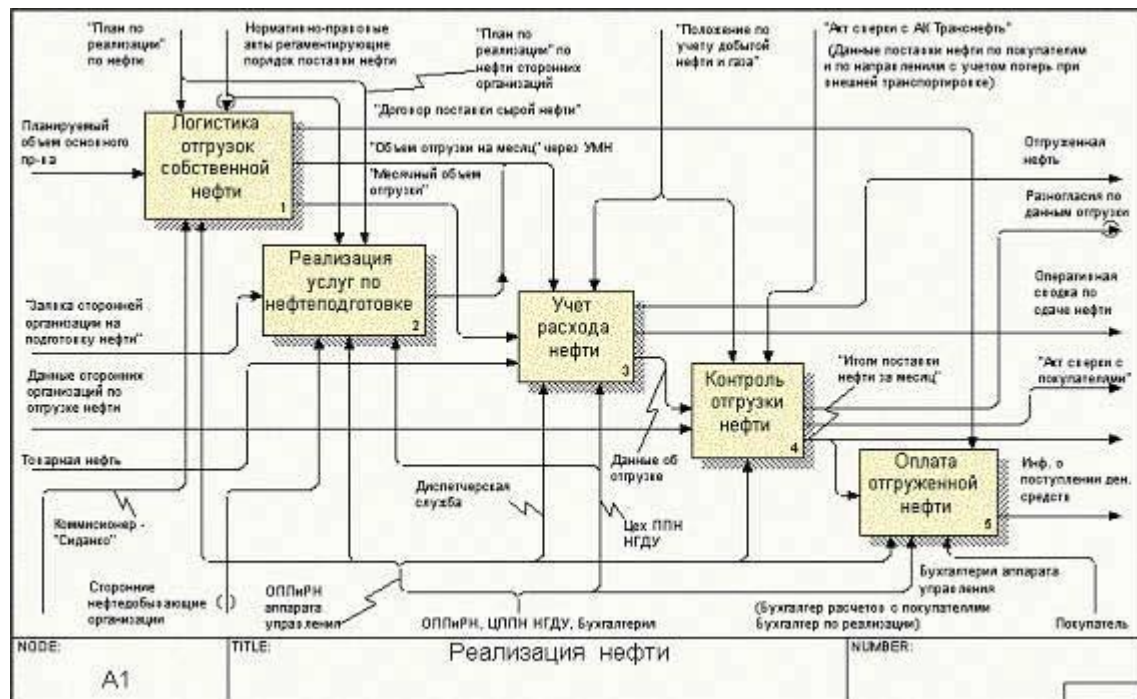 "План по
реализации"
по нефти
Нормативно-правовые
акты регаментирующие
порядок поставки нефти
"План по
реализации" по
нефти сторонних
организаций
"Положение по
учету добытой
нефти и газа"
"Акт сверки с АК Транснефть"
(Данные поставки нефти по покупателям
и по направлениям с учетом потерь при
внешней транспортировке)
"Договор поставки сырой нефти"
Планируемый
объем основного
пр-ва
Логистика
отгрузок
собственной
нефти
1
"Объем отгрузки на месяц" через УМН
"Месячный объем
отгрузки"
Отгруженная
нефть
Разногласия по
данным отгрузки
Реализация
услуг по
нефтеподготовке
2
Оперативная
сводка по
сдаче нефти
"Заявка сторонней
организации на
подготовку нефти"
Учет
расхода
нефти
3
"Итоги поставки
нефти за месяц"
"Акт сверки с
покупателями"
Данные сторонних
организаций по
отгрузке нефти
Контроль
отгрузки
нефти
4
Товарная нефть
Данные об
отгрузке
Оплата
отгруженной
нефти
5
Инф. о
поступлении ден.
средств
Диспетчерская
служба
Коммисионер -
"Сиданко"
Цех ППН
НГДУ
Сторонние
нефтедобывающие
организации
ОППиРН
аппарата
управления
Бухгалтерия аппарата
управления
ОППиРН, ЦППН НГДУ, Бухгалтерия
(Бухгалтер расчетов с покупателями
Бухгалтер по реализации)
Покупатель
NODE:
A1
TITLE:
Реализация нефти
NUMBER: